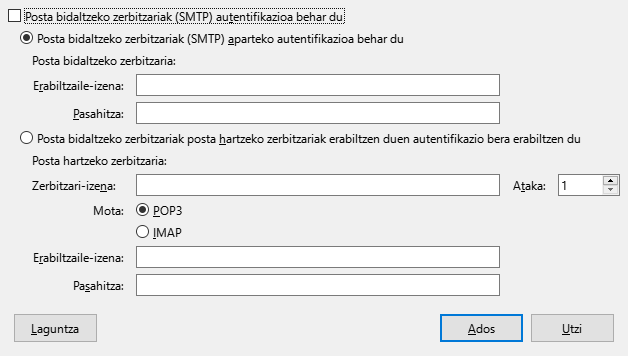 Posta bidaltzeko zerbitzariak (SMTP) autentifikazioa behar du
Posta bidaltzeko zerbitzariak (SMTP) aparteko autentifikazioa behar du
Posta bidaltzeko zerbitzaria:
Erabiltzaile-izena:
Pasahitza:
Posta bidaltzeko zerbitzariak posta hartzeko zerbitzariak erabiltzen duen autentifikazio bera erabiltzen du
Posta hartzeko zerbitzaria:
Zerbitzari-izena: Ataka: 1
Mota: POP3
IMAP
Erabiltzaile-izena:
Pasahitza:
Laguntza Ados Utzi